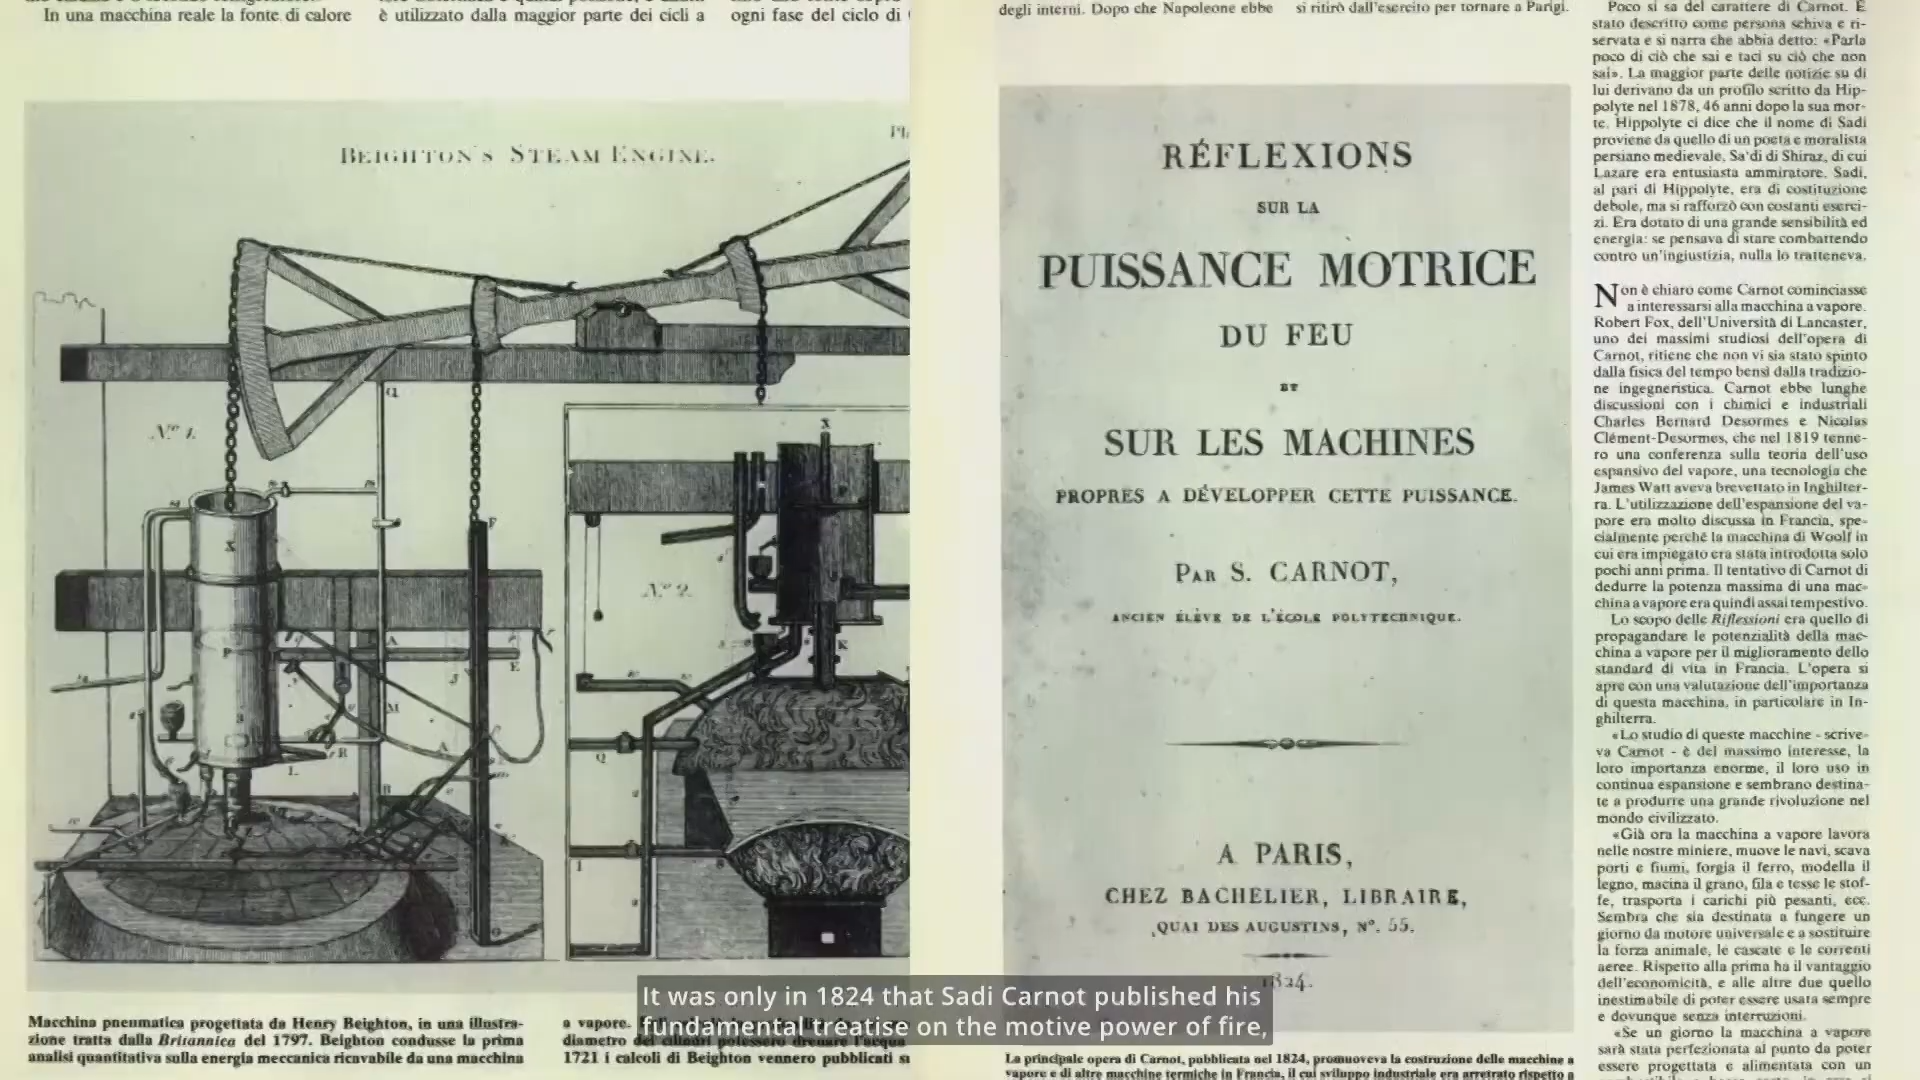 In una macchina reale la fonte di calore
è utilizzato dalla maggior parte dei cicli a
ogni fase del ciclo di
BEIGHTON'S STEAM ENGINE.
Nº 1.
Nº 2.
Macchina pneumatica progettata da Henry Beighton, in una illustra-
zione tratta dalla Britannica del 1797. Beighton condusse la prima
analisi quantitativa sulla energia meccanica ricavabile da una macchina
a vapore.
diametro
1721 i calcoli di Beighton vennero pubblicati su
degli interni. Dopo che Napoleone ebbe
si ritirò dall'esercito per tornare a Parigi.
RÉFLEXIONS
SUR LA
PUISSANCE MOTRICE
DU FEU
ET
SUR LES MACHINES
PROPRES A DÉVELOPPER CETTE PUISSANCE.
PAR S. CARNOT,
ANCIEN ÉLÈVE DE L'ÉCOLE POLYTECHNIQUE.
A PARIS,
CHEZ BACHELIER, LIBRAIRE,
QUAI DES AUGUSTINS, Nº. 55.
1824.
La principale opera di Carnot, pubblicata nel 1824, promuoveva la costruzione delle macchine a
vapore e di altre macchine termiche in Francia, il cui sviluppo industriale era arretrato rispetto a
Poco si sa del carattere di Carnot. È
stato descritto come persona schiva e ri-
servata e si narra che abbia detto: «Parla
poco di ciò che sai e taci su ciò che non
sai». La maggior parte delle notizie su di
lui derivano da un profilo scritto da Hip-
polyte nel 1878, 46 anni dopo la sua mor-
te. Hippolyte ci dice che il nome di Sadi
proviene da quello di un poeta e moralista
persiano medievale, Sa'di di Shiraz, di cui
Lazare era entusiasta ammiratore. Sadi,
al pari di Hippolyte, era di costituzione
debole, ma si rafforzò con costanti eserci-
zi. Era dotato di una grande sensibilità ed
energia: se pensava di stare combattendo
contro un'ingiustizia, nulla lo tratteneva.
Non è chiaro come Carnot cominciasse
a interessarsi alla macchina a vapore.
Robert Fox, dell'Università di Lancaster,
uno dei massimi studiosi dell'opera di
Carnot, ritiene che non vi sia stato spinto
dalla fisica del tempo bensì dalla tradizio-
ne ingegneristica. Carnot ebbe lunghe
discussioni con i chimici e industriali
Charles Bernard Desormes e Nicolas
Clément-Desormes, che nel 1819 tenne-
ro una conferenza sulla teoria dell'uso
espansivo del vapore, una tecnologia che
James Watt aveva brevettato in Inghilter-
ra. L'utilizzazione dell'espansione del va-
pore era molto discussa in Francia, spe-
cialmente perché la macchina di Woolf in
cui era impiegato era stata introdotta solo
pochi anni prima. Il tentativo di Carnot di
dedurre la potenza massima di una mac-
china a vapore era quindi assai tempestivo.
Lo scopo delle Riflessioni era quello di
propagandare le potenzialità della mac-
china a vapore per il miglioramento dello
standard di vita in Francia. L'opera si
apre con una valutazione dell'importanza
di questa macchina, in particolare in In-
ghilterra.
«Lo studio di queste macchine - scrive-
va Carnot - è del massimo interesse, la
loro importanza enorme, il loro uso in
continua espansione e sembrano destina-
te a produrre una grande rivoluzione nel
mondo civilizzato.
«Già ora la macchina a vapore lavora
nelle nostre miniere, muove le navi, scava
porti e fiumi, forgia il ferro, modella il
legno, macina il grano, fila e tesse le stof-
fe, trasporta i carichi più pesanti, ecc.
Sembra che sia destinata a fungere un
giorno da motore universale e a sostituire
la forza animale, le cascate e le correnti
aeree. Rispetto alla prima ha il vantaggio
dell'economicità, e alle altre due quello
inestimabile di poter essere usata sempre
e dovunque senza interruzioni.
«Se un giorno la macchina a vapore
sarà stata perfezionata al punto da poter
essere progettata e alimentata con un
It was only in 1824 that Sadi Carnot published his
fundamental treatise on the motive power of fire,